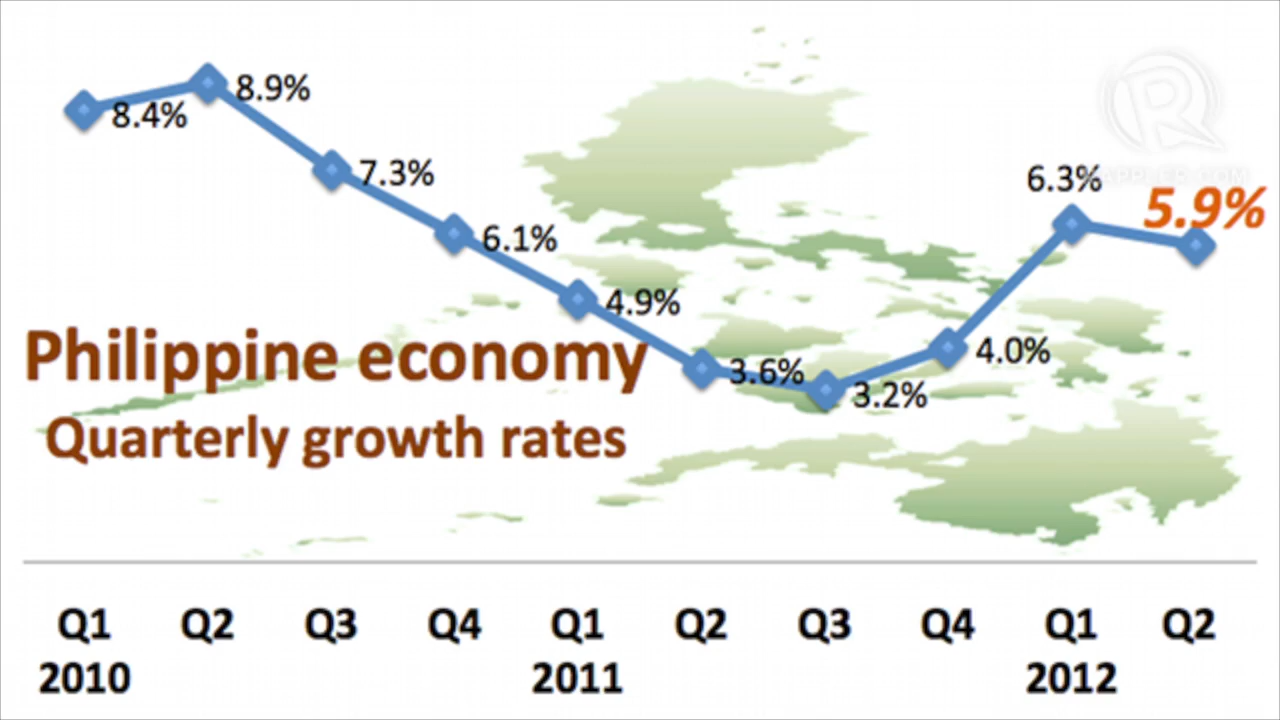 8.4%
8.9%
7.3%
6.1%
4.9%
3.6%
3.2%
4.0%
6.3%
5.9%
RAPPLER.COM
Philippine economy
Quarterly growth rates
Q1 Q2 Q3 Q4 Q1 Q2 Q3 Q4 Q1 Q2
2010 2011 2012